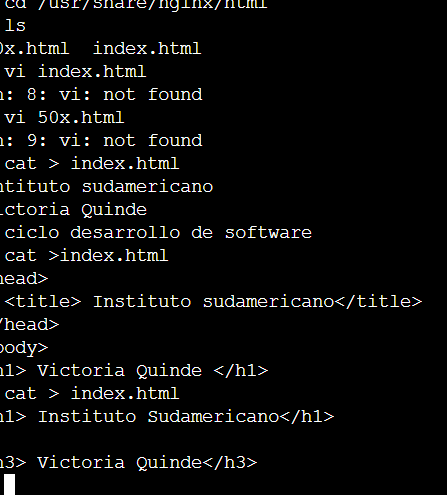 cd /usr/share/nginx/html
ls
0x.html  index.html
vi index.html
n: 8: vi: not found
vi 50x.html
n: 9: vi: not found
cat > index.html
ntituto sudamericano
ictoria Quinde
ciclo desarrollo de software
cat >index.html
head>
<title> Instituto sudamericano</title>
/head>
body>
h1> Victoria Quinde </h1>
cat > index.html
h1> Instituto Sudamericano</h1>
h3> Victoria Quinde</h3>